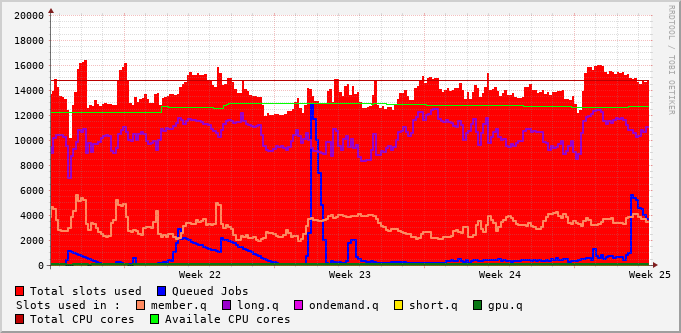 20000
18000
16000
14000
12000
10000
8000
6000
4000
2000
0
Week 22 Week 23 Week 24 Week 25
Total slots used Queued Jobs
Slots used in : member.q long.q ondemand.q short.q gpu.q
Total CPU cores Availale CPU cores
RRDTOOL / TOBI OETIKER